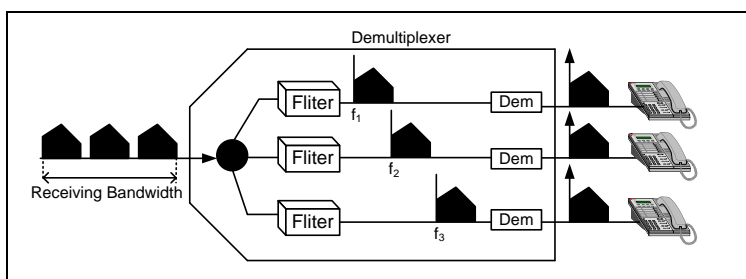 Demultiplexer
Fliter
f1
Dem
Fliter
f2
Dem
Receiving Bandwidth
Fliter
f3
Dem